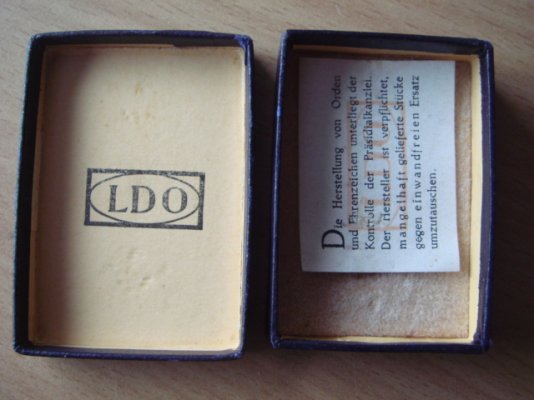 LDO
Die Herstellung von Orden
und Ehrenzeichen unterliegt der
Kontrolle der Präsidialkanzlei.
Der Hersteller ist verpflichtet,
mangelhaft gelieferte Stücke
gegen einwandfreien Ersatz
umzutauschen.